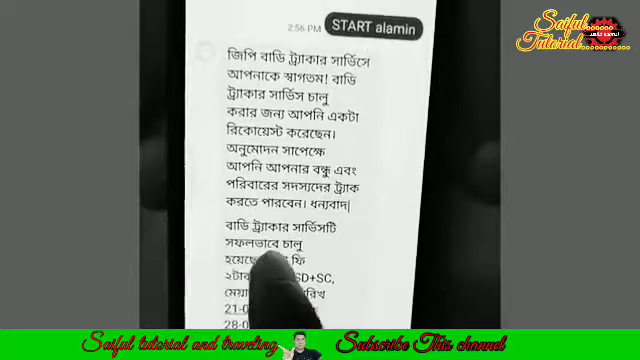 Saiful.......
Tutorial...........
2:56 PM START alamin
জিপি বাডি ট্র্যাকার সার্ভিসে
আপনাকে স্বাগতম! বাডি
ট্র্যাকার সার্ভিস চালু
করার জন্য আপনি একটা
রিকোয়েস্ট করেছেন।
অনুমোদন সাপেক্ষে
আপনি আপনার বন্ধু এবং
পরিবারের সদস্যদের ট্র্যাক
করতে পারবেন। ধন্যবাদ|
বাডি ট্র্যাকার সার্ভিসটি
সফলভাবে চালু
ফি
SD+SC,
21-0
28-0
Saiful tutorial and traveling Subscribe This channel